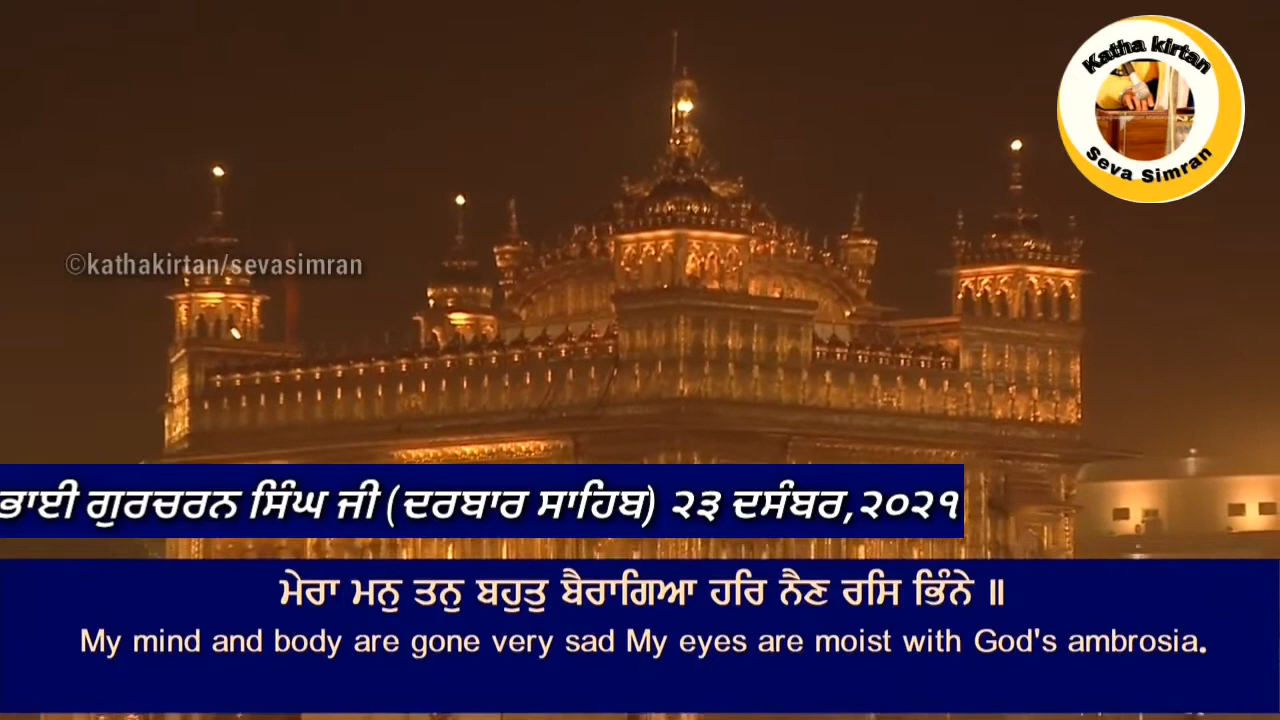 Katha kirtan
Seva Simran
©kathakirtan/sevasimran
ਭਾਈ ਗੁਰਚਰਨ ਸਿੰਘ ਜੀ (ਦਰਬਾਰ ਸਾਹਿਬ) ੨੩ ਦਸੰਬਰ,੨੦੨੧
ਮੇਰਾ ਮਨੁ ਤਨੁ ਬਹੁਤੁ ਬੈਰਾਗਿਆ ਹਰਿ ਨੈਣ ਰਸਿ ਭਿੰਨੇ ॥
My mind and body are gone very sad My eyes are moist with God's ambrosia.